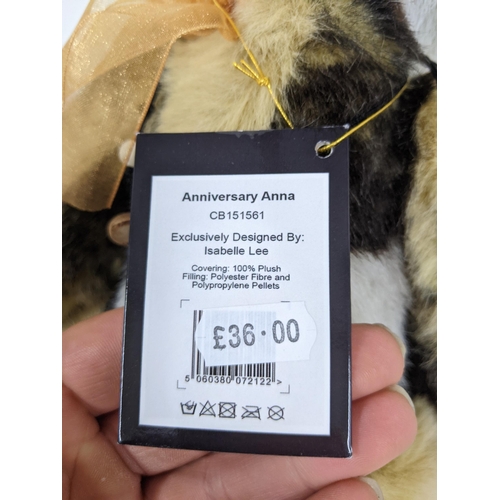 Anniversary Anna
CB151561
Exclusively Designed By:
Isabelle Lee
Covering: 100% Plush
Filling: Polyester Fibre and
Polypropylene Pellets
£36.00
5 060380 072122 >